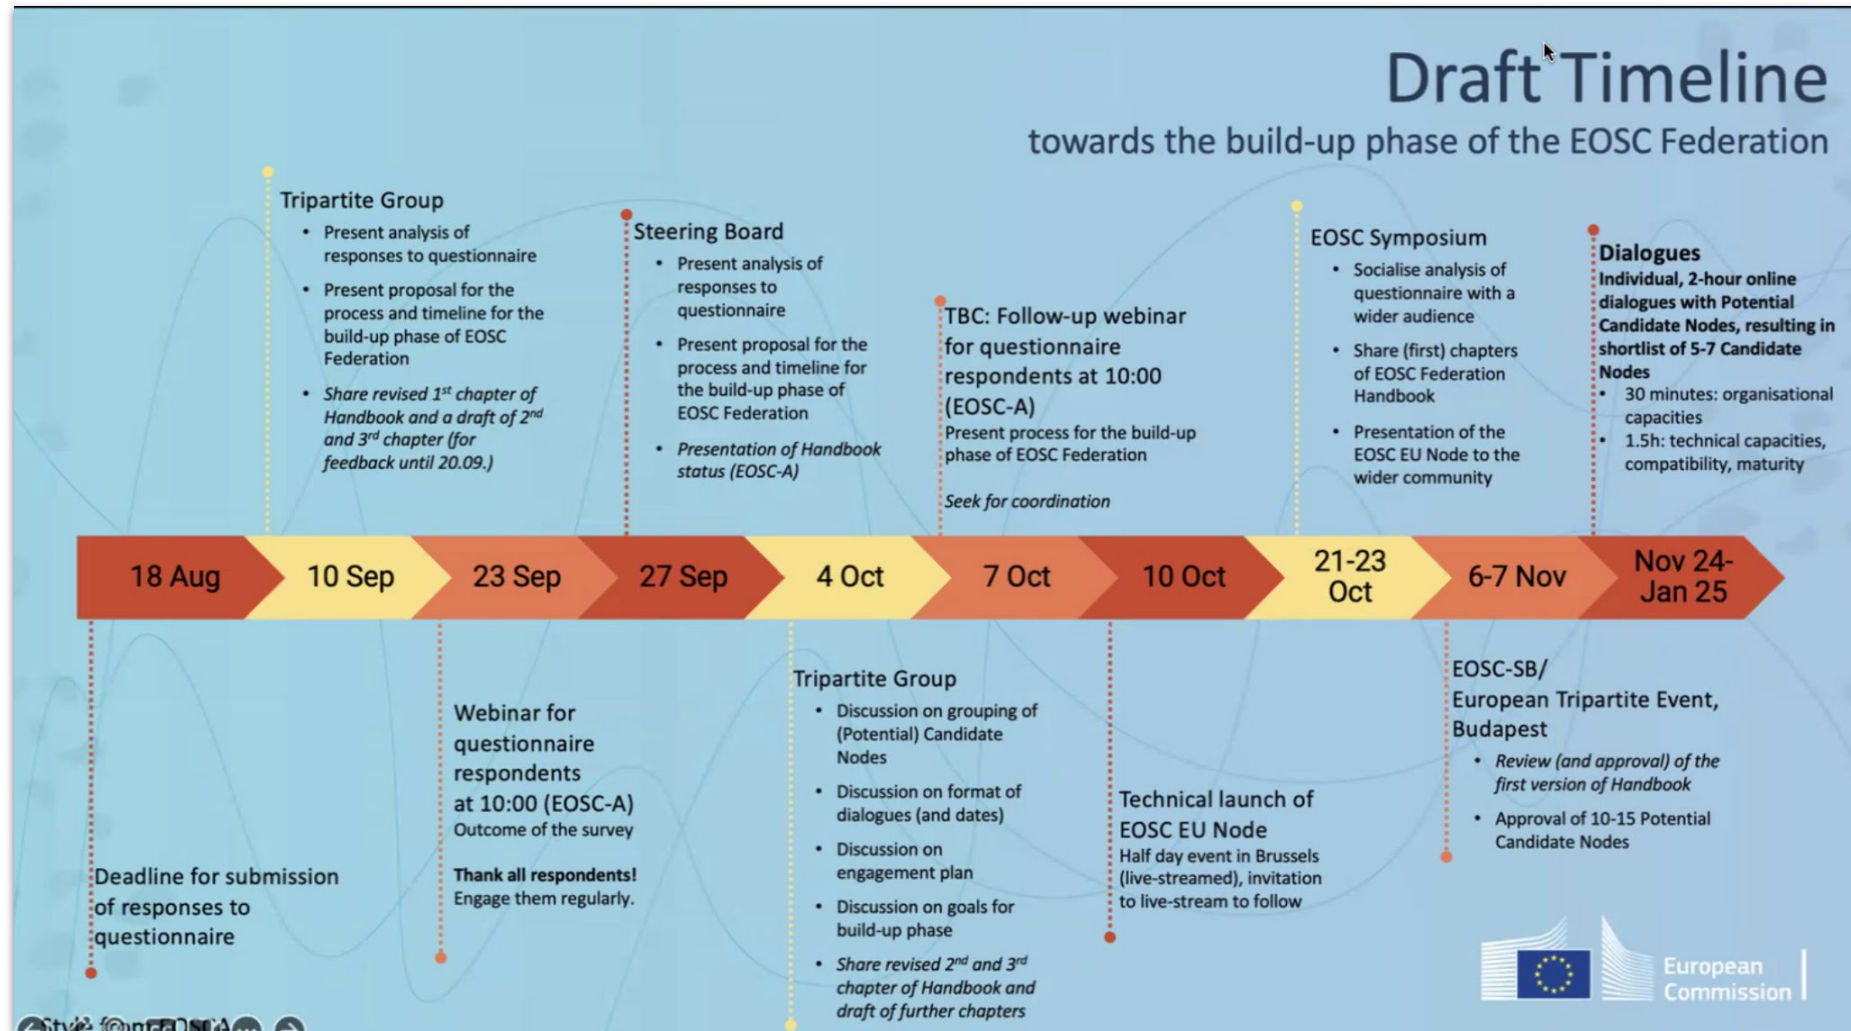 Draft Timeline
towards the build-up phase of the EOSC Federation
Tripartite Group
• Present analysis of
responses to questionnaire
• Present proposal for the
process and timeline for the
build-up phase of EOSC
Federation
• Share revised 1st chapter of
Handbook and a draft of 2nd
and 3rd chapter (for
feedback until 20.09.)
Steering Board
• Present analysis of
responses to
questionnaire
• Present proposal for the
process and timeline for
the build-up phase of
EOSC Federation
• Presentation of Handbook
status (EOSC-A)
TBC: Follow-up webinar
for questionnaire
respondents at 10:00
(EOSC-A)
Present process for the build-up
phase of EOSC Federation
Seek for coordination
EOSC Symposium
• Socialise analysis of
questionnaire with a
wider audience
• Share (first) chapters
of EOSC Federation
Handbook
• Presentation of the
EOSC EU Node to the
wider community
Dialogues
Individual, 2-hour online
dialogues with Potential
Candidate Nodes, resulting in
shortlist of 5-7 Candidate
Nodes
• 30 minutes: organisational
capacities
• 1.5h: technical capacities,
compatibility, maturity
18 Aug
10 Sep
23 Sep
27 Sep
4 Oct
7 Oct
10 Oct
21-23
Oct
6-7 Nov
Nov 24-
Jan 25
Deadline for submission
of responses to
questionnaire
Webinar for
questionnaire
respondents
at 10:00 (EOSC-A)
Outcome of the survey
Thank all respondents!
Engage them regularly.
Tripartite Group
• Discussion on grouping of
(Potential) Candidate
Nodes
• Discussion on format of
dialogues (and dates)
• Discussion on
engagement plan
• Discussion on goals for
build-up phase
• Share revised 2nd and 3rd
chapter of Handbook and
draft of further chapters
Technical launch of
EOSC EU Node
Half day event in Brussels
(live-streamed), invitation
to live-stream to follow
EOSC-SB/
European Tripartite Event,
Budapest
• Review (and approval) of the
first version of Handbook
• Approval of 10-15 Potential
Candidate Nodes
European
Commission